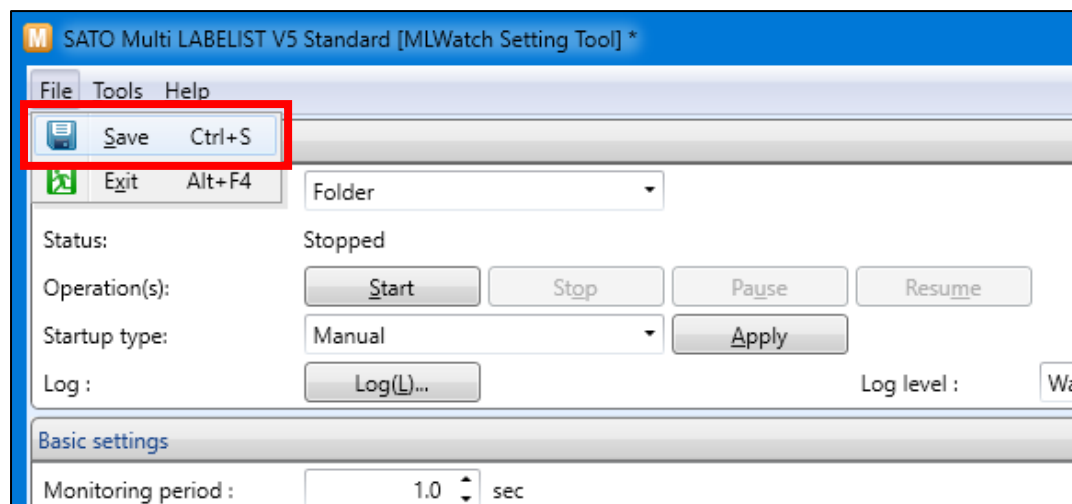 M SATO Multi LABELIST V5 Standard [MLWatch Setting Tool] *
File Tools Help
Save Ctrl+S
Exit Alt+F4
Folder
Status: Stopped
Operation(s): Start Stop Pause Resume
Startup type: Manual Apply
Log : Log(L)... Log level :
Basic settings
Monitoring period : 1.0 sec